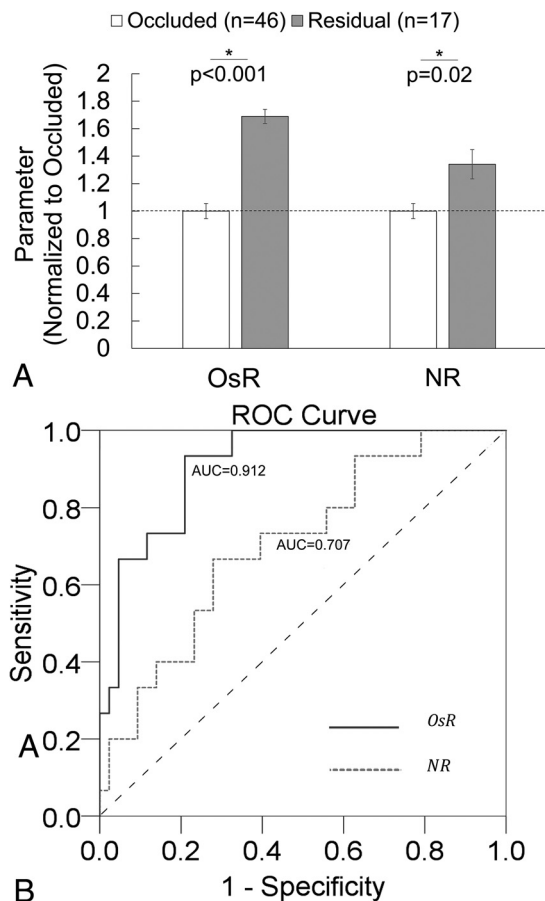 Occluded (n=46) Residual (n=17)
* *
p<0.001 p=0.02
Parameter
(Normalized to Occluded)
2
1.8
1.6
1.4
1.2
1
0.8
0.6
0.4
0.2
0
OsR NR
A
ROC Curve
Sensitivity
1.0
0.8
0.6
0.4
0.2
0.0
AUC=0.912
AUC=0.707
OsR
NR
A
0.0 0.2 0.4 0.6 0.8 1.0
1 - Specificity
B